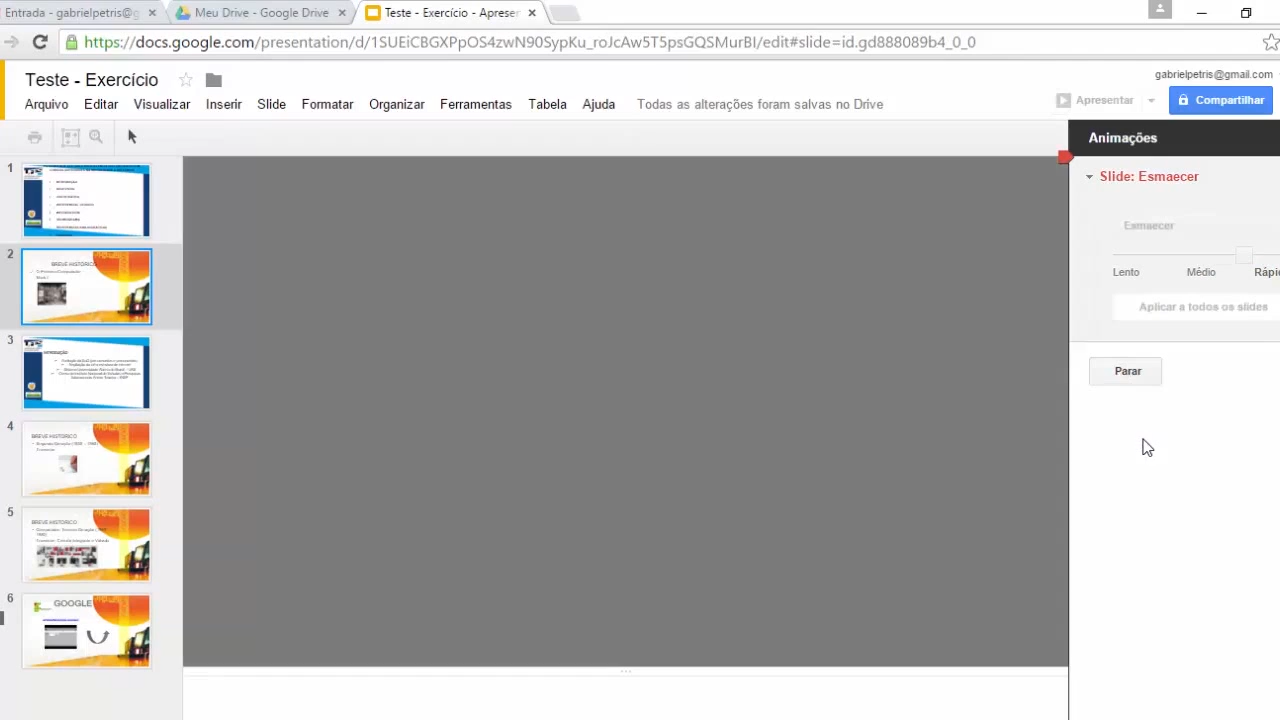 Entrada - gabrielpetris@g
Meu Drive - Google Drive
Teste - Exercício - Apreser
https://docs.google.com/presentation/d/1SUEiCBGXPpOS4zwN90SypKu_roJcAw5T5psGQSMurBI/edit#slide=id.gd888089b4_0_0
Teste - Exercício
gabrielpetris@gmail.com
Arquivo Editar Visualizar Inserir Slide Formatar Organizar Ferramentas Tabela Ajuda Todas as alterações foram salvas no Drive
Apresentar
Compartilhar
Animações
Slide: Esmaecer
Esmaecer
Lento Médio Rápi
Aplicar a todos os slides
Parar
1
2
BREVE HISTÓRICO
3
INTRODUÇÃO
4
BREVE HISTÓRICO
5
BREVE HISTÓRICO
6
GOOGLE